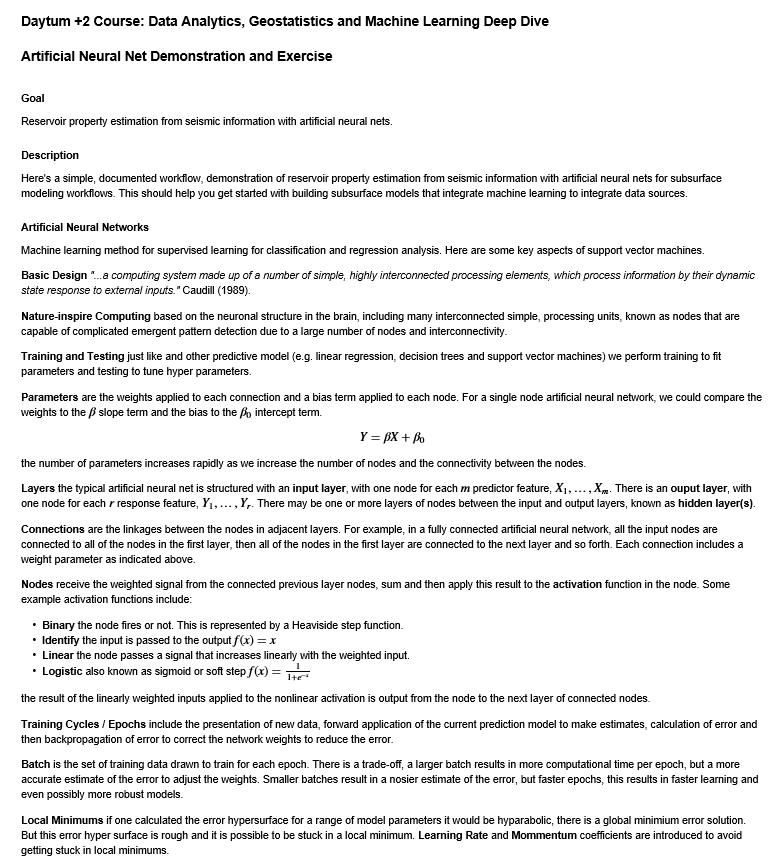 Daytum +2 Course: Data Analytics, Geostatistics and Machine Learning Deep Dive
Artificial Neural Net Demonstration and Exercise
Goal
Reservoir property estimation from seismic information with artificial neural nets.
Description
Here's a simple, documented workflow, demonstration of reservoir property estimation from seismic information with artificial neural nets for subsurface
modeling workflows. This should help you get started with building subsurface models that integrate machine learning to integrate data sources.
Artificial Neural Networks
Machine learning method for supervised learning for classification and regression analysis. Here are some key aspects of support vector machines.
Basic Design "...a computing system made up of a number of simple, highly interconnected processing elements, which process information by their dynamic
state response to external inputs." Caudill (1989).
Nature-inspire Computing based on the neuronal structure in the brain, including many interconnected simple, processing units, known as nodes that are
capable of complicated emergent pattern detection due to a large number of nodes and interconnectivity.
Training and Testing just like and other predictive model (e.g. linear regression, decision trees and support vector machines) we perform training to fit
parameters and testing to tune hyper parameters.
Parameters are the weights applied to each connection and a bias term applied to each node. For a single node artificial neural network, we could compare the
weights to the β slope term and the bias to the β₀ intercept term.
Y = βX + β₀
the number of parameters increases rapidly as we increase the number of nodes and the connectivity between the nodes.
Layers the typical artificial neural net is structured with an input layer, with one node for each m predictor feature, X₁, … , Xₘ. There is an ouput layer, with
one node for each r response feature, Y₁, … , Yᵣ. There may be one or more layers of nodes between the input and output layers, known as hidden layer(s).
Connections are the linkages between the nodes in adjacent layers. For example, in a fully connected artificial neural network, all the input nodes are
connected to all of the nodes in the first layer, then all of the nodes in the first layer are connected to the next layer and so forth. Each connection includes a
weight parameter as indicated above.
Nodes receive the weighted signal from the connected previous layer nodes, sum and then apply this result to the activation function in the node. Some
example activation functions include:
• Binary the node fires or not. This is represented by a Heaviside step function.
• Identify the input is passed to the output f(x) = x
• Linear the node passes a signal that increases linearly with the weighted input.
• Logistic also known as sigmoid or soft step f(x) = 1/(1+e⁻ˣ)
the result of the linearly weighted inputs applied to the nonlinear activation is output from the node to the next layer of connected nodes.
Training Cycles / Epochs include the presentation of new data, forward application of the current prediction model to make estimates, calculation of error and
then backpropagation of error to correct the network weights to reduce the error.
Batch is the set of training data drawn to train for each epoch. There is a trade-off, a larger batch results in more computational time per epoch, but a more
accurate estimate of the error to adjust the weights. Smaller batches result in a nosier estimate of the error, but faster epochs, this results in faster learning and
even possibly more robust models.
Local Minimums if one calculated the error hypersurface for a range of model parameters it would be hyparabolic, there is a global minimium error solution.
But this error hyper surface is rough and it is possible to be stuck in a local minimum. Learning Rate and Mommentum coefficients are introduced to avoid
getting stuck in local minimums.